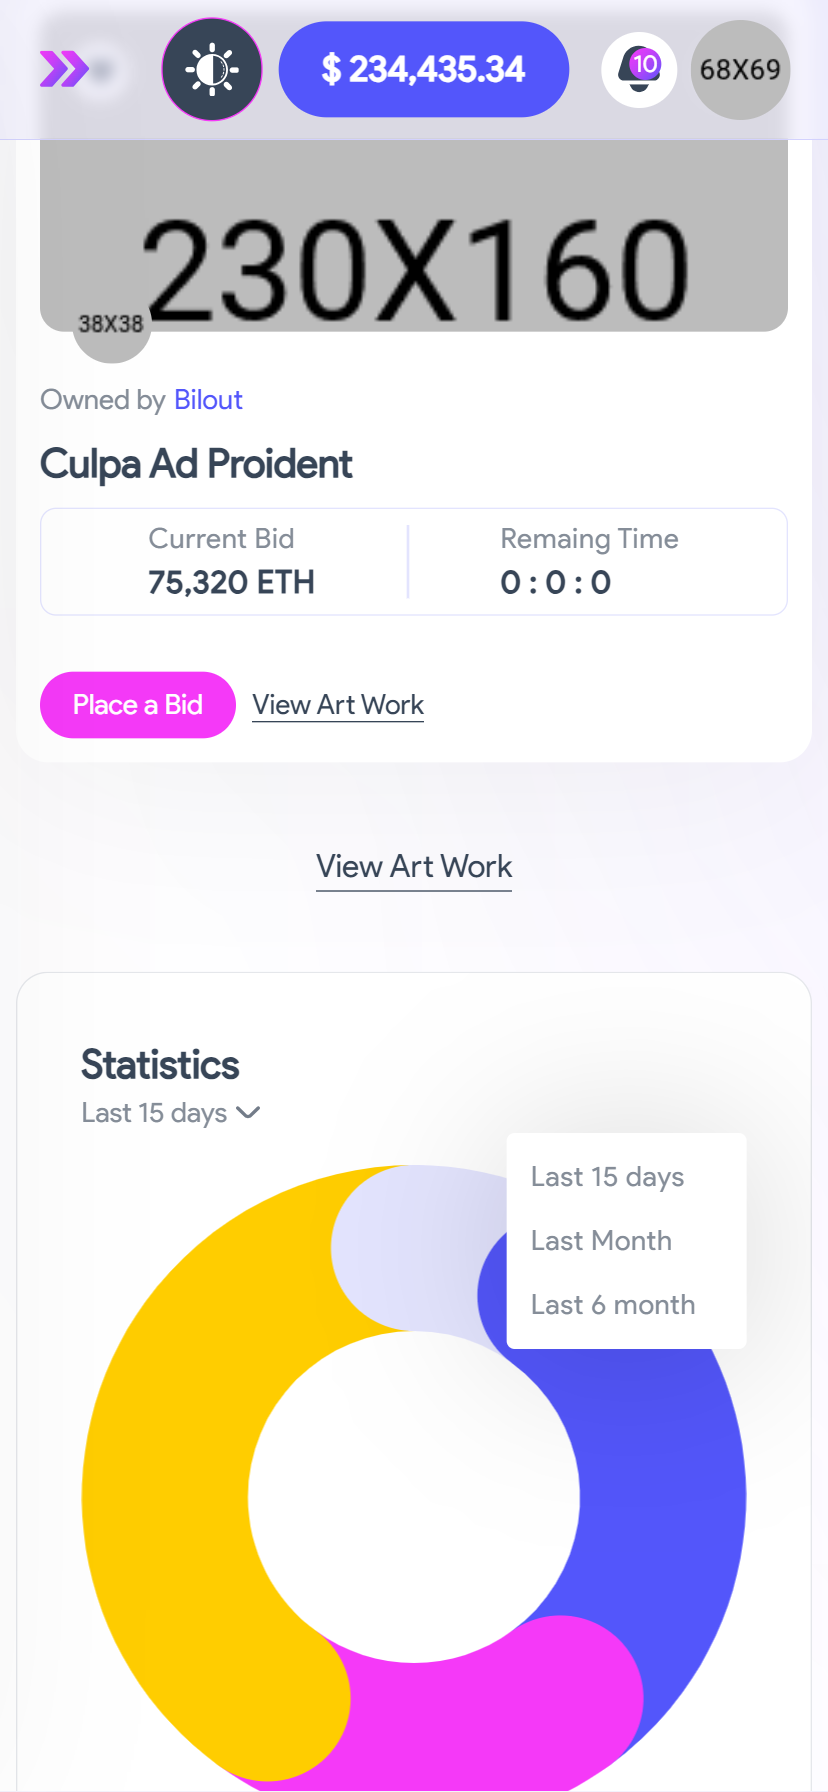 $ 234,435.34
10
68X69
230X160
38X38
Owned by Bilout
Culpa Ad Proident
Current Bid
75,320 ETH
Remaing Time
0 : 0 : 0
Place a Bid
View Art Work
View Art Work
Statistics
Last 15 days
Last 15 days
Last Month
Last 6 month